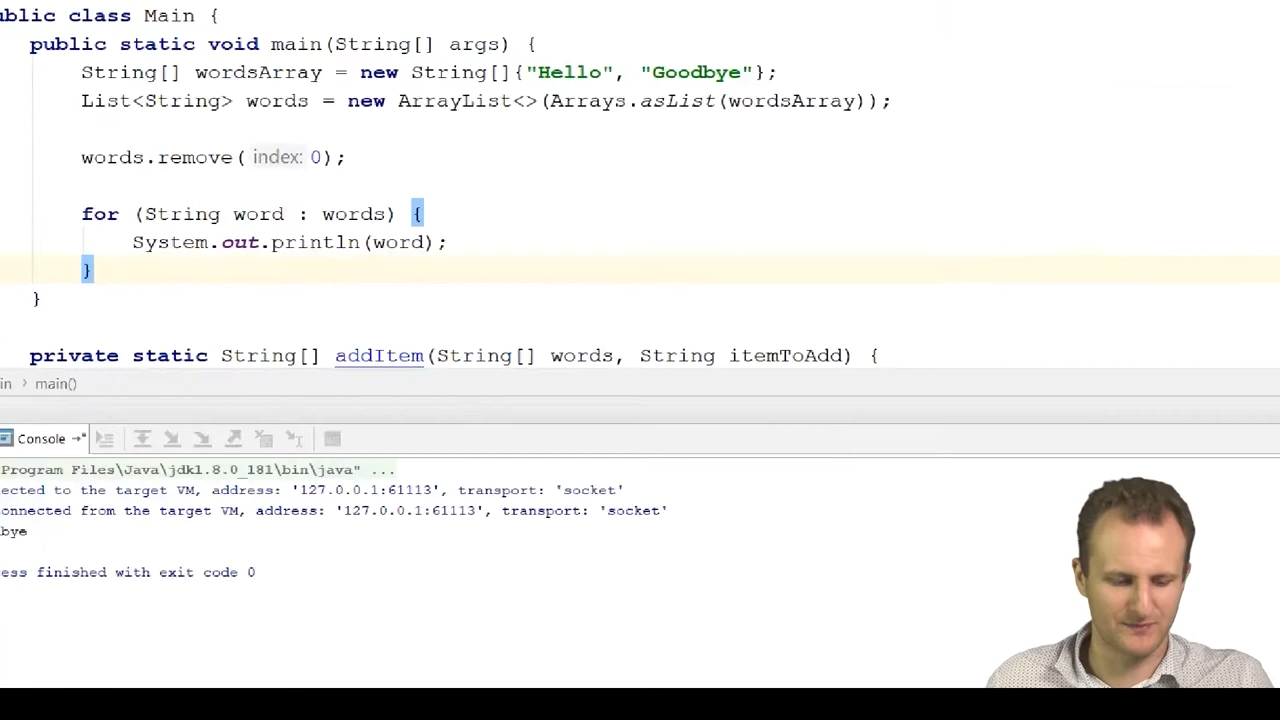 ublic class Main {
public static void main(String[] args) {
String[] wordsArray = new String[]{"Hello", "Goodbye"};
List<String> words = new ArrayList<>(Arrays.asList(wordsArray));
words.remove( index: 0);
for (String word : words) {
System.out.println(word);
}
}
private static String[] addItem(String[] words, String itemToAdd) {
in > main()
Console
Program Files\Java\jdk1.8.0_181\bin\java" ...
ected to the target VM, address: '127.0.0.1:61113', transport: 'socket'
onnected from the target VM, address: '127.0.0.1:61113', transport: 'socket'
bye
ess finished with exit code 0